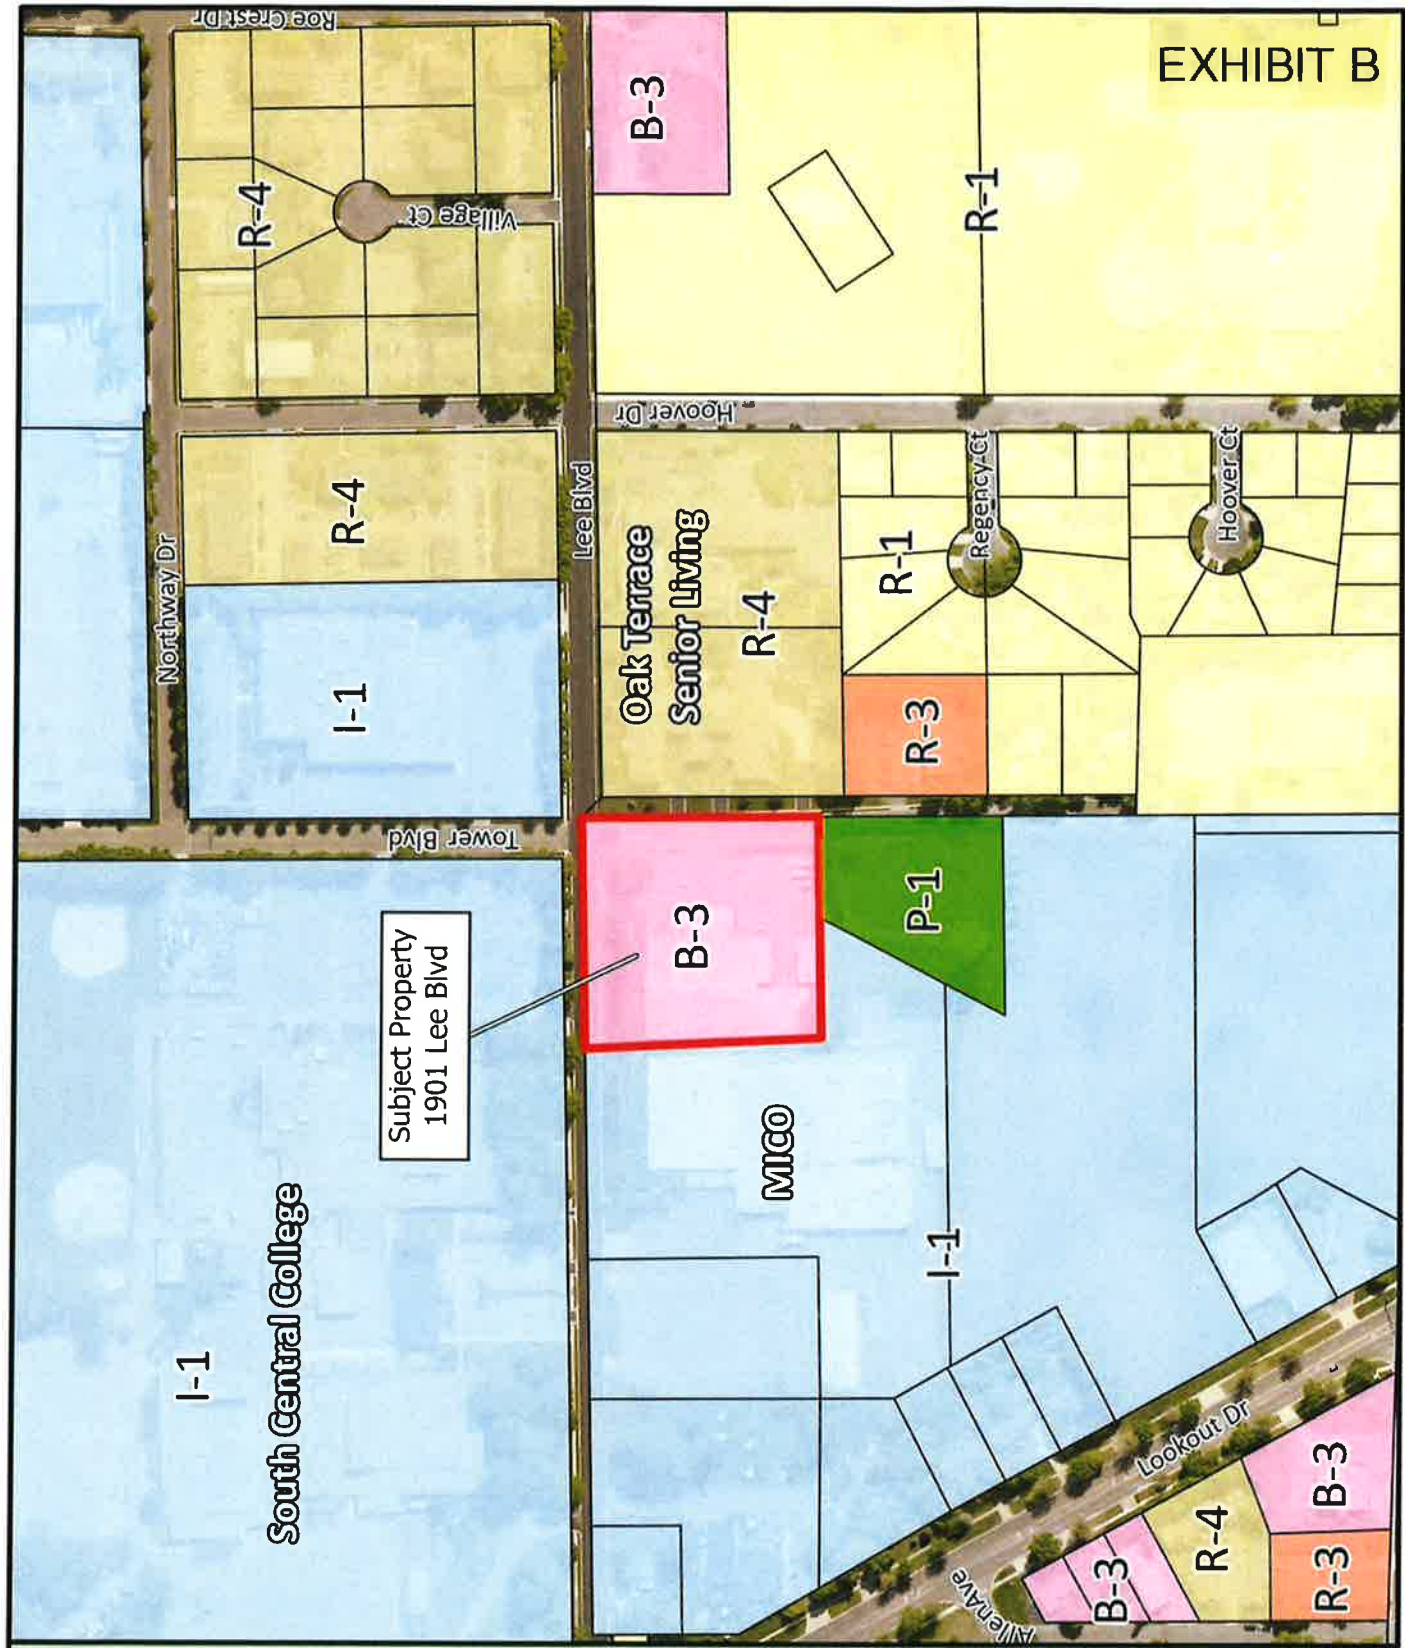 EXHIBIT B
Roe Crest Dr
R-4
Village Ct
B-3
R-1
Northway Dr
R-4
Lee Blvd
Hoover Dr
I-1
Oak Terrace
Senior Living
R-4
R-1
Regency Ct
Hoover Ct
R-3
Tower Blvd
Subject Property
1901 Lee Blvd
B-3
P-1
I-1
South Central College
MICO
I-1
Lookout Dr
Allen Ave
B-3
R-4
B-3
R-3